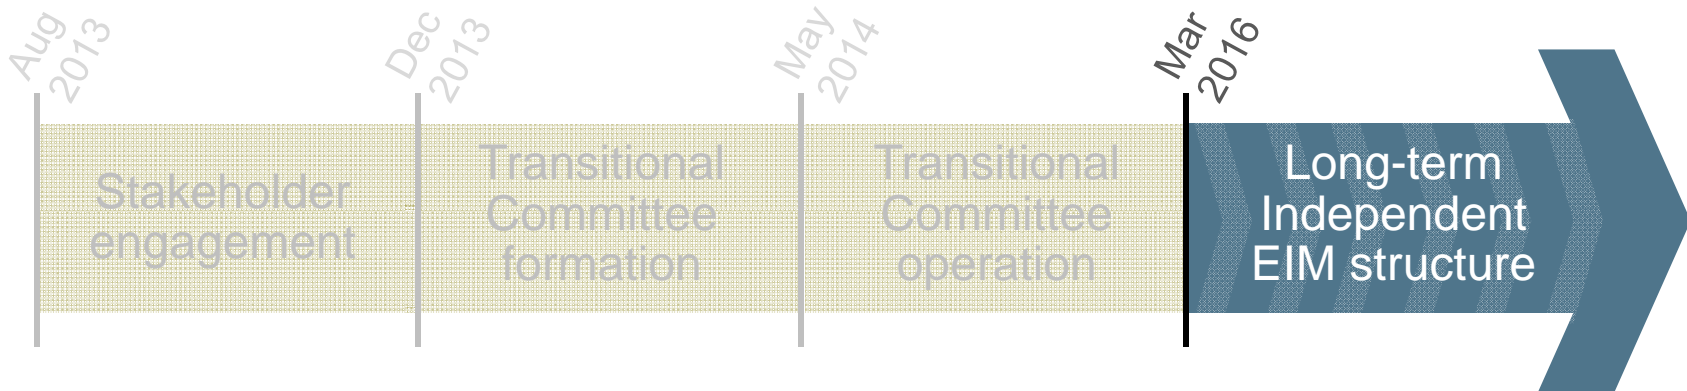 Aug
2013
Dec
2013
May
2014
Mar
2016
Stakeholder
engagement
Transitional
Committee
formation
Transitional
Committee
operation
Long-term
Independent
EIM structure